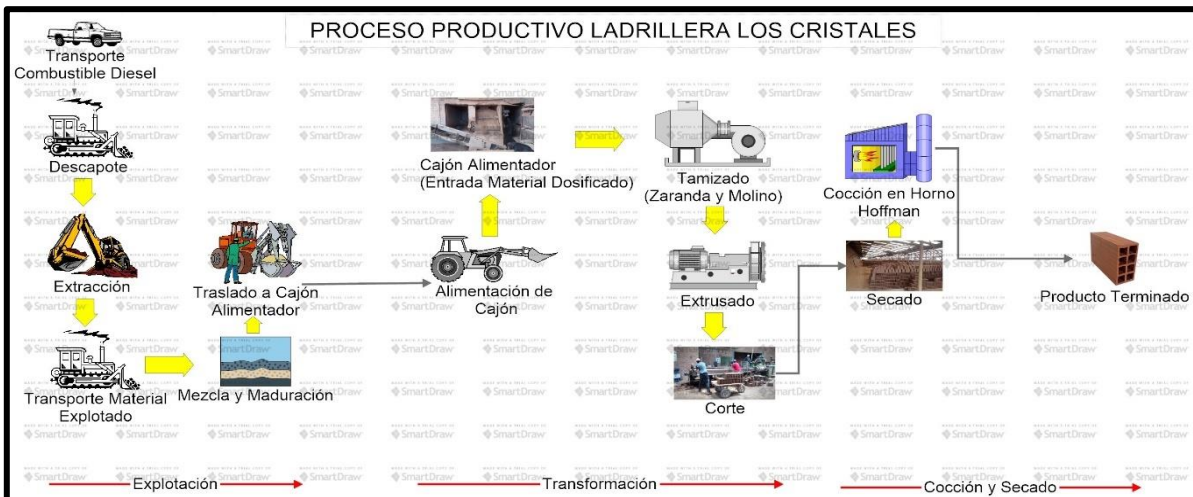 PROCESO PRODUCTIVO LADRILLERA LOS CRISTALES
Transporte
Combustible Diesel
Descapote
Extracción
Transporte Material
Explotado
Mezcla y Maduración
Traslado a Cajón
Alimentador
Alimentación de
Cajón
Cajón Alimentador
(Entrada Material Dosificado)
Tamizado
(Zaranda y Molino)
Extrusado
Corte
Secado
Cocción en Horno
Hoffman
Producto Terminado
Explotación
Transformación
Cocción y Secado
SmartDraw